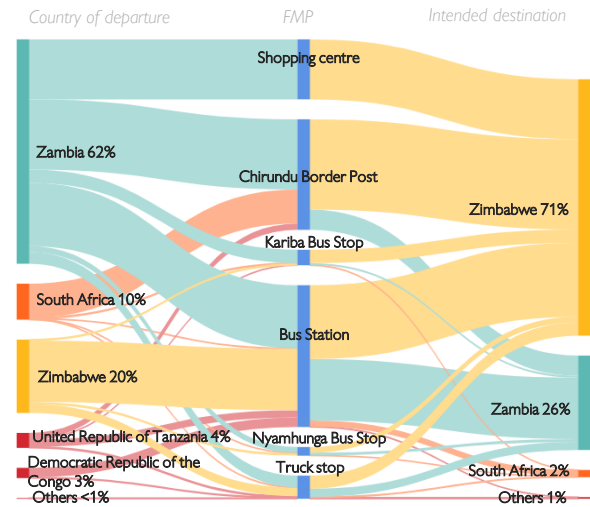 Country of departure
FMP
Intended destination
Shopping centre
Zambia 62%
Chirundu Border Post
Zimbabwe 71%
Kariba Bus Stop
South Africa 10%
Bus Station
Zimbabwe 20%
Zambia 26%
United Republic of Tanzania 4%
Nyamhunga Bus Stop
Democratic Republic of the
Congo 3%
Truck stop
South Africa 2%
Others <1%
Others 1%